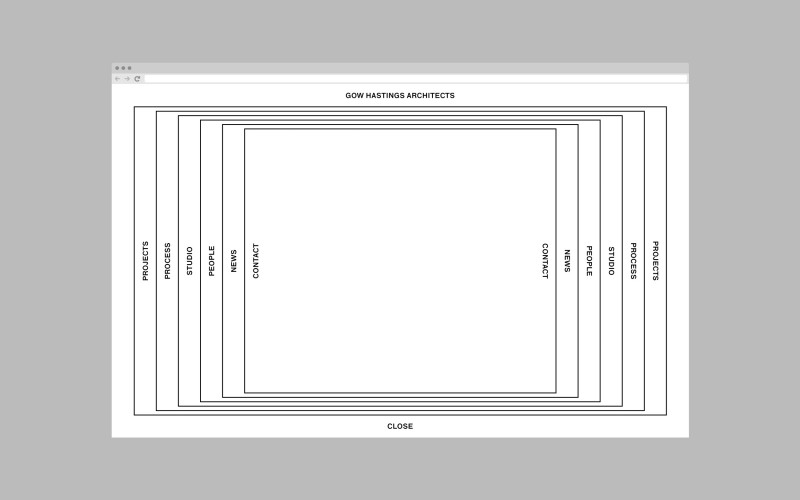 GOW HASTINGS ARCHITECTS
PROJECTS
PROCESS
STUDIO
PEOPLE
NEWS
CONTACT
CONTACT
NEWS
PEOPLE
STUDIO
PROCESS
PROJECTS
CLOSE